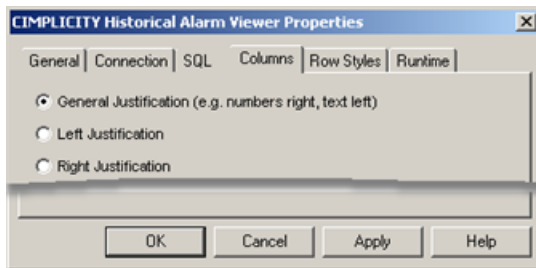 CIMPLICITY Historical Alarm Viewer Properties
General Connection SQL Columns Row Styles Runtime
General Justification (e.g. numbers right, text left)
Left Justification
Right Justification
OK Cancel Apply Help